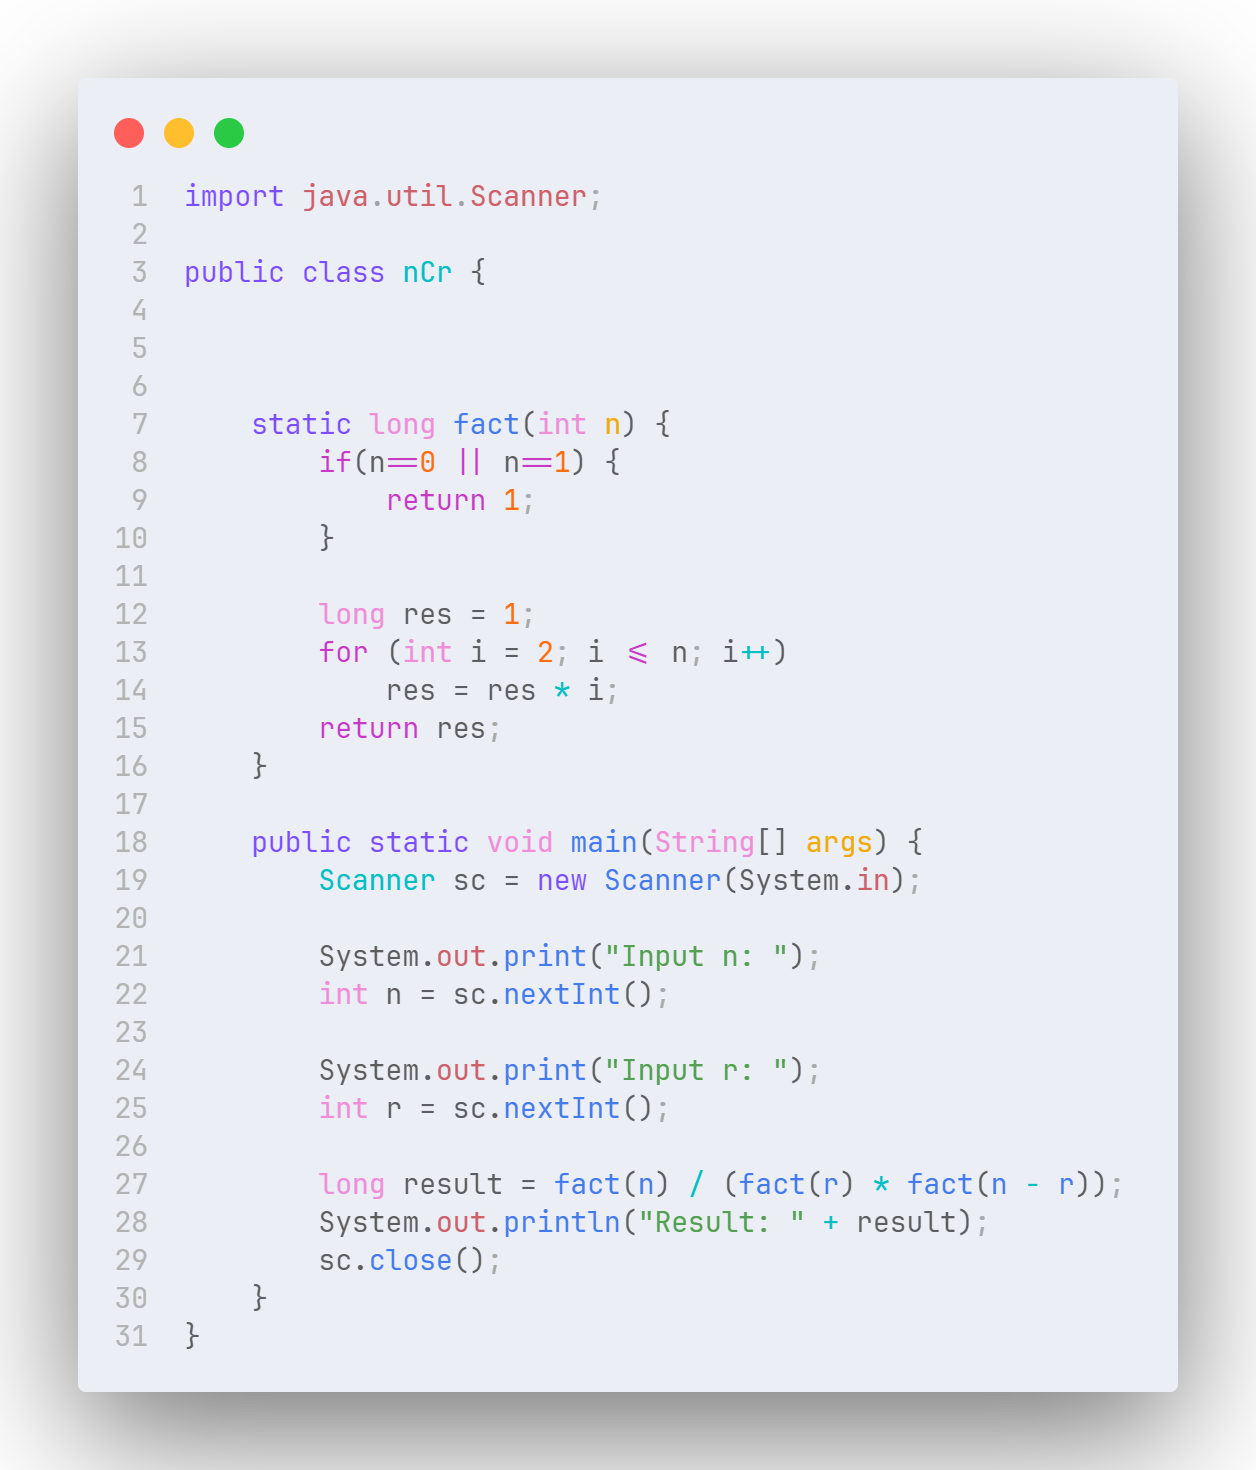 1 import java.util.Scanner;
2
3 public class nCr {
4
5
6
7     static long fact(int n) {
8         if(n==0 || n==1) {
9             return 1;
10         }
11
12         long res = 1;
13         for (int i = 2; i <= n; i++)
14             res = res * i;
15         return res;
16     }
17
18     public static void main(String[] args) {
19         Scanner sc = new Scanner(System.in);
20
21         System.out.print("Input n: ");
22         int n = sc.nextInt();
23
24         System.out.print("Input r: ");
25         int r = sc.nextInt();
26
27         long result = fact(n) / (fact(r) * fact(n - r));
28         System.out.println("Result: " + result);
29         sc.close();
30     }
31 }